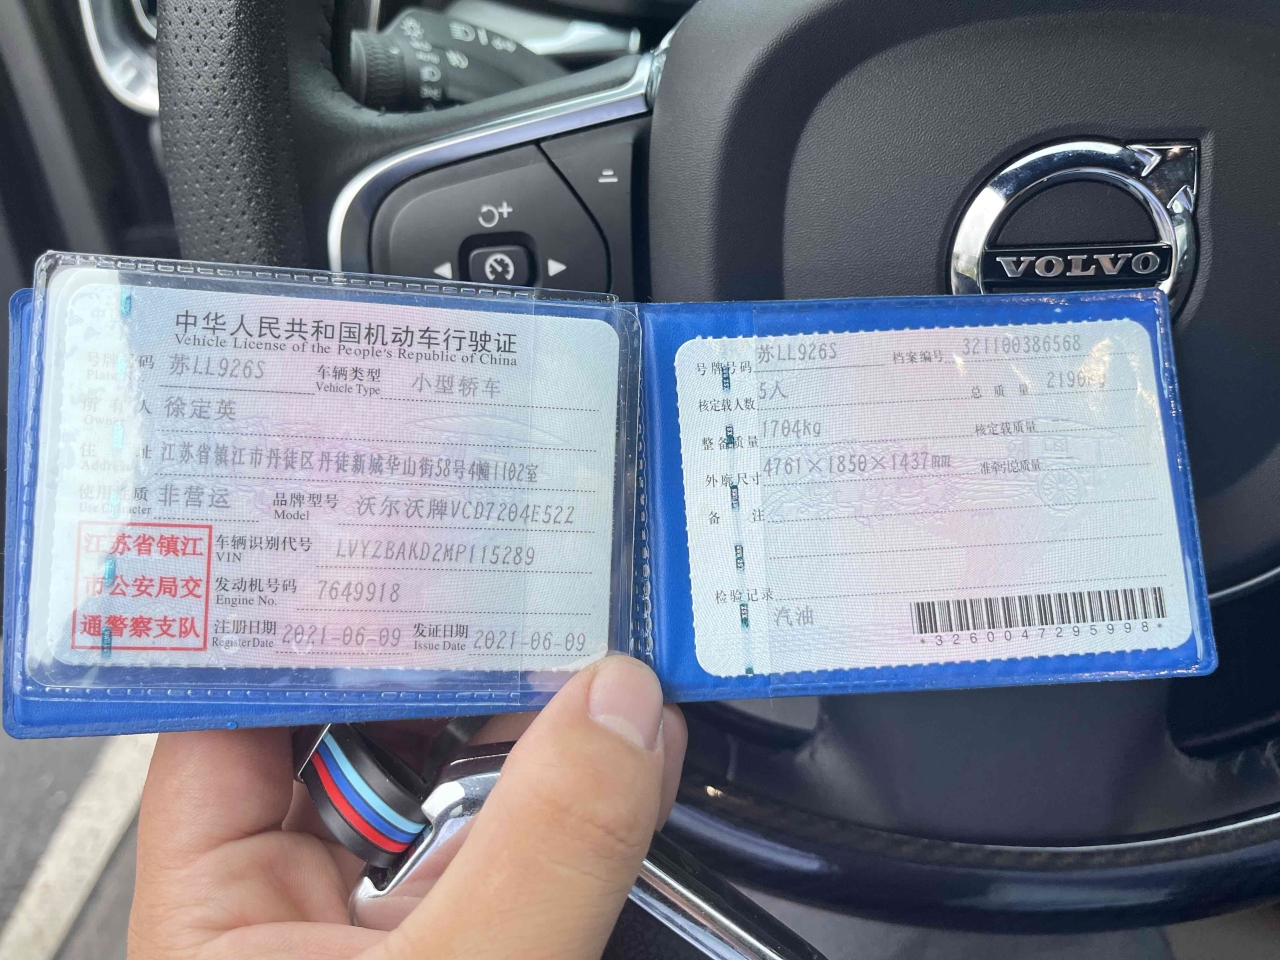 VOLVO
中华人民共和国机动车行驶证
Vehicle License of the People's Republic of China
号牌号码 苏LL926S 车辆类型 小型轿车
Plate Vehicle Type
所有人 徐定英
Owner
住址 江苏省镇江市丹徒区丹徒新城华山街58号4幢1102室
Address
使用性质 非营运 品牌型号 沃尔沃牌VCD7204E522
Use Character Model
江苏省镇江
市公安局交
通警察支队
车辆识别代号 LVYZBAKD2MP115289
VIN
发动机号码 7649918
Engine No.
注册日期 2021-06-09 发证日期 2021-06-09
Register Date Issue Date
号牌号码 苏LL926S 档案编号 321100386568
核定载人数 5人 总质量 2190kg
整备质量 1704kg 核定载质量
外廓尺寸 4761×1850×1437mm 准牵引总质量
备注
检验记录
汽油
*3260047295998*